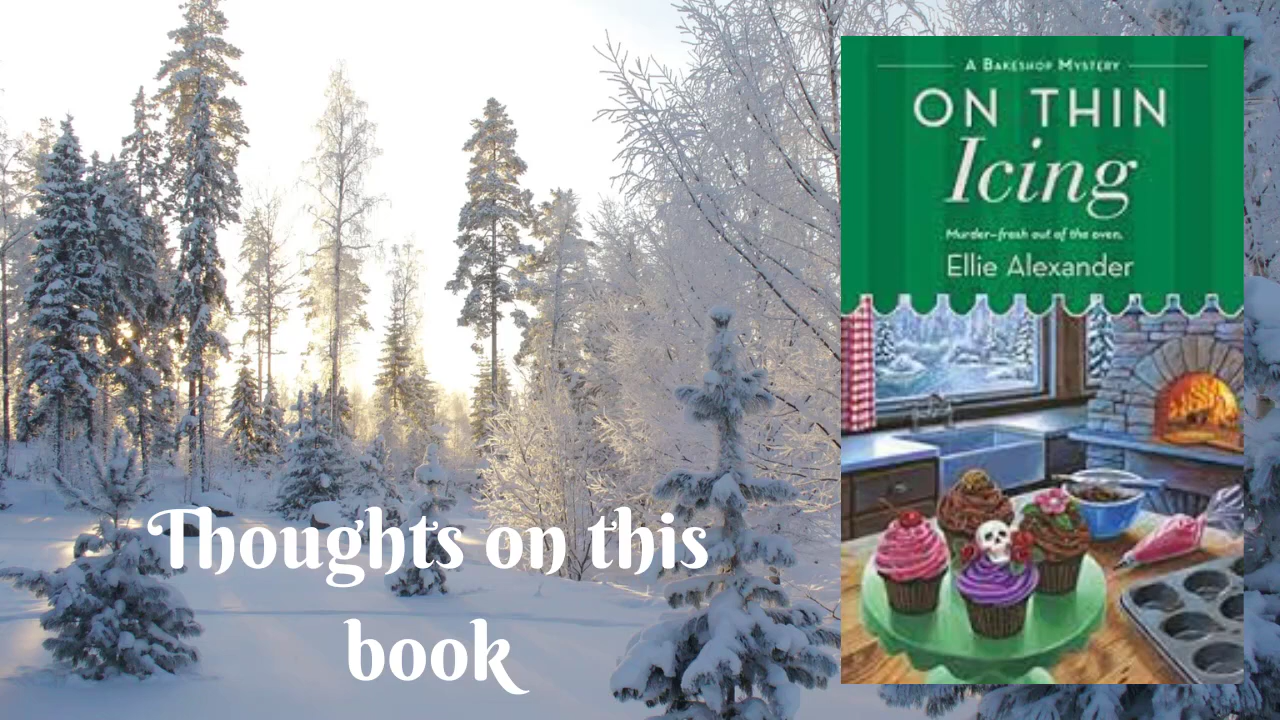 Thoughts on this
book
A BAKESHOP MYSTERY
ON THIN
Icing
Murder—fresh out of the oven.
Ellie Alexander